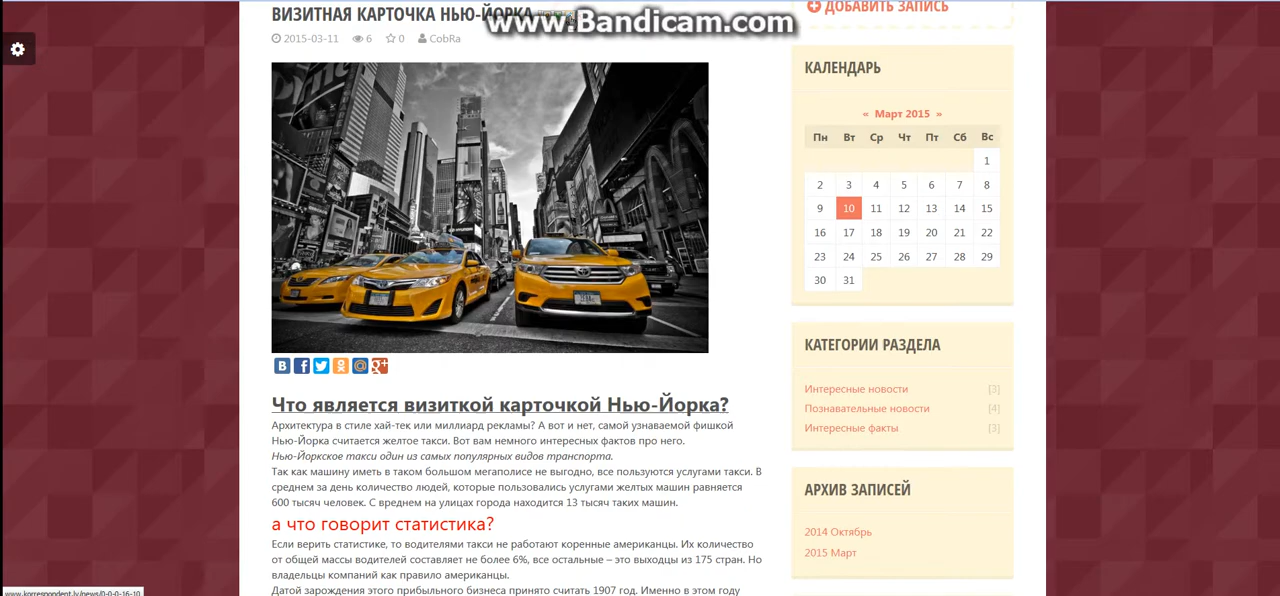 ВИЗИТНАЯ КАРТОЧКА НЬЮ-ЙОРКА
www.Bandicam.com
2015-03-11 6 0 CobRa
Что является визиткой карточкой Нью-Йорка?
Архитектура в стиле хай-тек или миллиард рекламы? А вот и нет, самой узнаваемой фишкой
Нью-Йорка считается желтое такси. Вот вам немного интересных фактов про него.
Нью-Йоркское такси один из самых популярных видов транспорта.
Так как машину иметь в таком большом мегаполисе не выгодно, все пользуются услугами такси. В
среднем за день количество людей, которые пользовались услугами желтых машин равняется
600 тысяч человек. С вреднем на улицах города находится 13 тысяч таких машин.
а что говорит статистика?
Если верить статистике, то водителями такси не работают коренные американцы. Их количество
от общей массы водителей составляет не более 6%, все остальные – это выходцы из 175 стран. Но
владельцы компаний как правило американцы.
Датой зарождения этого прибыльного бизнеса принято считать 1907 год. Именно в этом году
ДОБАВИТЬ ЗАПИСЬ
КАЛЕНДАРЬ
« Март 2015 »
Пн Вт Ср Чт Пт Сб Вс
1
2 3 4 5 6 7 8
9 10 11 12 13 14 15
16 17 18 19 20 21 22
23 24 25 26 27 28 29
30 31
КАТЕГОРИИ РАЗДЕЛА
Интересные новости [3]
Познавательные новости [4]
Интересные факты [3]
АРХИВ ЗАПИСЕЙ
2014 Октябрь
2015 Март
www.korrespondent.lv/news/0-0-0-16-10